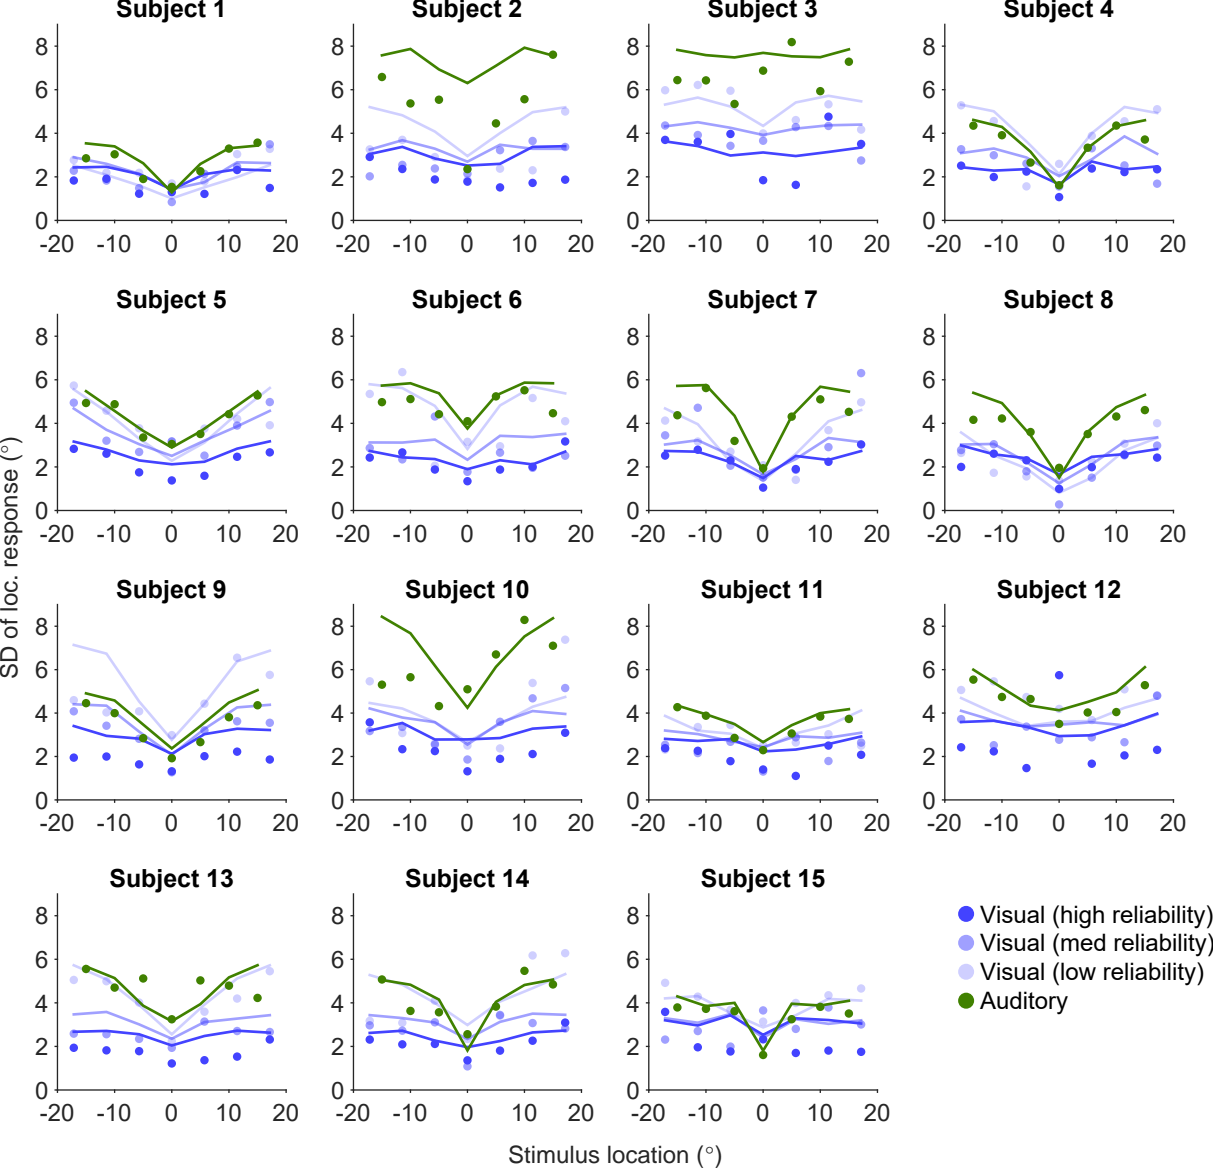 Subject 1 Subject 2 Subject 3 Subject 4
8 8 8 8
6 6 6 6
4 4 4 4
2 2 2 2
0 0 0 0
-20 -10 0 10 20 -20 -10 0 10 20 -20 -10 0 10 20 -20 -10 0 10 20
Subject 5 Subject 6 Subject 7 Subject 8
8 8 8 8
6 6 6 6
4 4 4 4
2 2 2 2
0 0 0 0
-20 -10 0 10 20 -20 -10 0 10 20 -20 -10 0 10 20 -20 -10 0 10 20
SD of loc. response (°)
Subject 9 Subject 10 Subject 11 Subject 12
8 8 8 8
6 6 6 6
4 4 4 4
2 2 2 2
0 0 0 0
-20 -10 0 10 20 -20 -10 0 10 20 -20 -10 0 10 20 -20 -10 0 10 20
Subject 13 Subject 14 Subject 15
8 8 8
6 6 6
4 4 4
2 2 2
0 0 0
-20 -10 0 10 20 -20 -10 0 10 20 -20 -10 0 10 20
Visual (high reliability)
Visual (med reliability)
Visual (low reliability)
Auditory
Stimulus location (°)